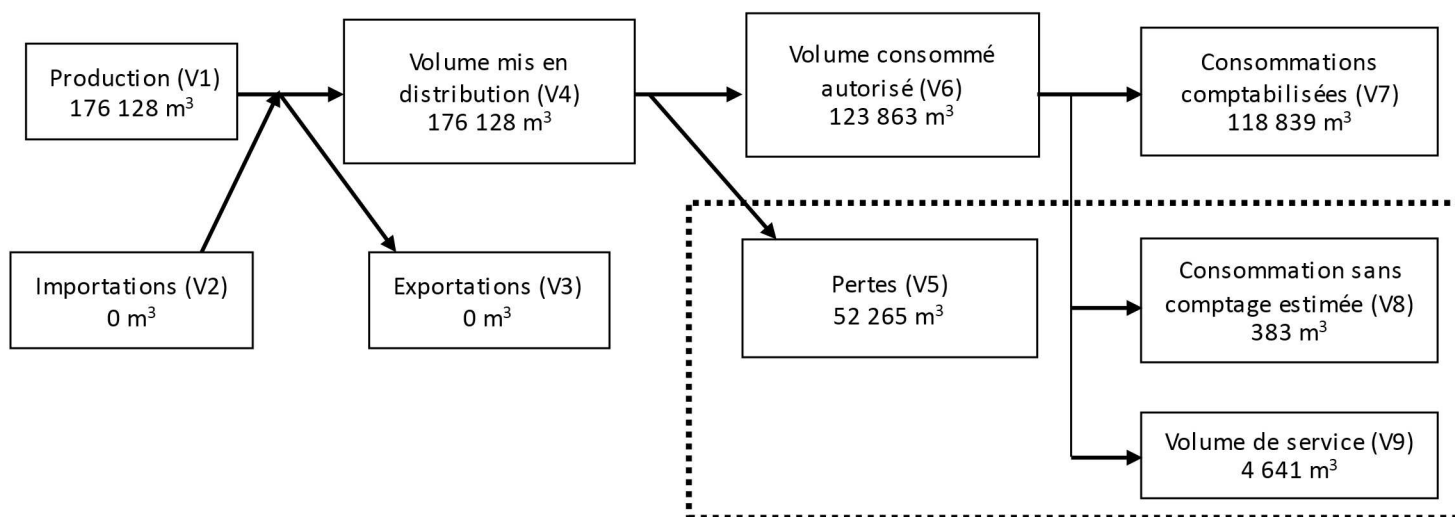 Production (V1)
176 128 m³
Volume mis en
distribution (V4)
176 128 m³
Volume consommé
autorisé (V6)
123 863 m³
Consommations
comptabilisées (V7)
118 839 m³
Importations (V2)
0 m³
Exportations (V3)
0 m³
Pertes (V5)
52 265 m³
Consommation sans
comptage estimée (V8)
383 m³
Volume de service (V9)
4 641 m³